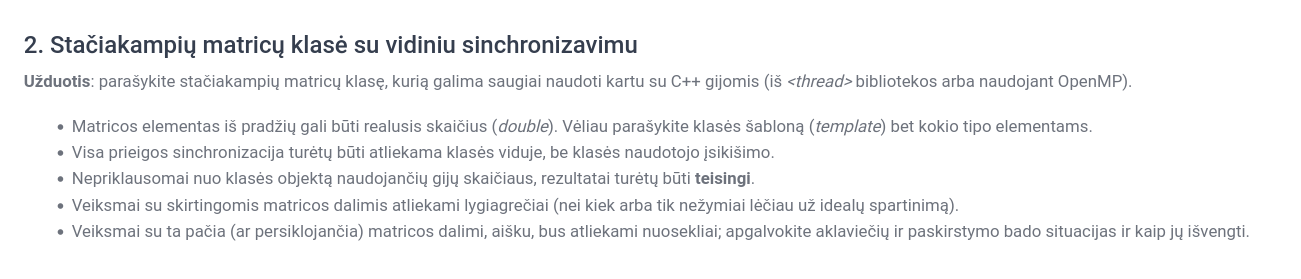 2. Stačiakampių matricų klasė su vidiniu sinchronizavimu
Užduotis: parašykite stačiakampių matricų klasę, kurią galima saugiai naudoti kartu su C++ gijomis (iš <thread> bibliotekos arba naudojant OpenMP).
• Matricos elementas iš pradžių gali būti realusis skaičius (double). Vėliau parašykite klasės šabloną (template) bet kokio tipo elementams.
• Visa prieigos sinchronizacija turėtų būti atliekama klasės viduje, be klasės naudotojo įsikišimo.
• Nepriklausomai nuo klasės objektą naudojančių gijų skaičiaus, rezultatai turėtų būti teisingi.
• Veiksmai su skirtingomis matricos dalimis atliekami lygiagrečiai (nei kiek arba tik nežymiai lėčiau už idealų spartinimą).
• Veiksmai su ta pačia (ar persiklojančia) matricos dalimi, aišku, bus atliekami nuosekliai; apgalvokite aklaviečių ir paskirstymo bado situacijas ir kaip jų išvengti.